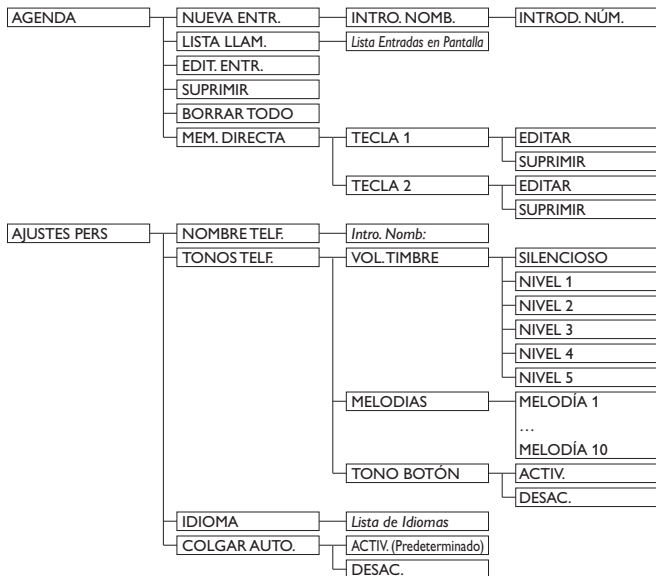 AGENDA NUEVA ENTR. INTRO. NOMB. INTROD. NÚM.
LISTA LLAM. Lista Entradas en Pantalla
EDIT. ENTR.
SUPRIMIR
BORRAR TODO
MEM. DIRECTA TECLA 1 EDITAR
SUPRIMIR
TECLA 2 EDITAR
SUPRIMIR
AJUSTES PERS NOMBRE TELF. Intro. Nomb:
TONOS TELF. VOL. TIMBRE SILENCIOSO
NIVEL 1
NIVEL 2
NIVEL 3
NIVEL 4
NIVEL 5
MELODIAS MELODÍA 1
…
MELODÍA 10
TONO BOTÓN ACTIV.
DESAC.
IDIOMA Lista de Idiomas
COLGAR AUTO. ACTIV. (Predeterminado)
DESAC.